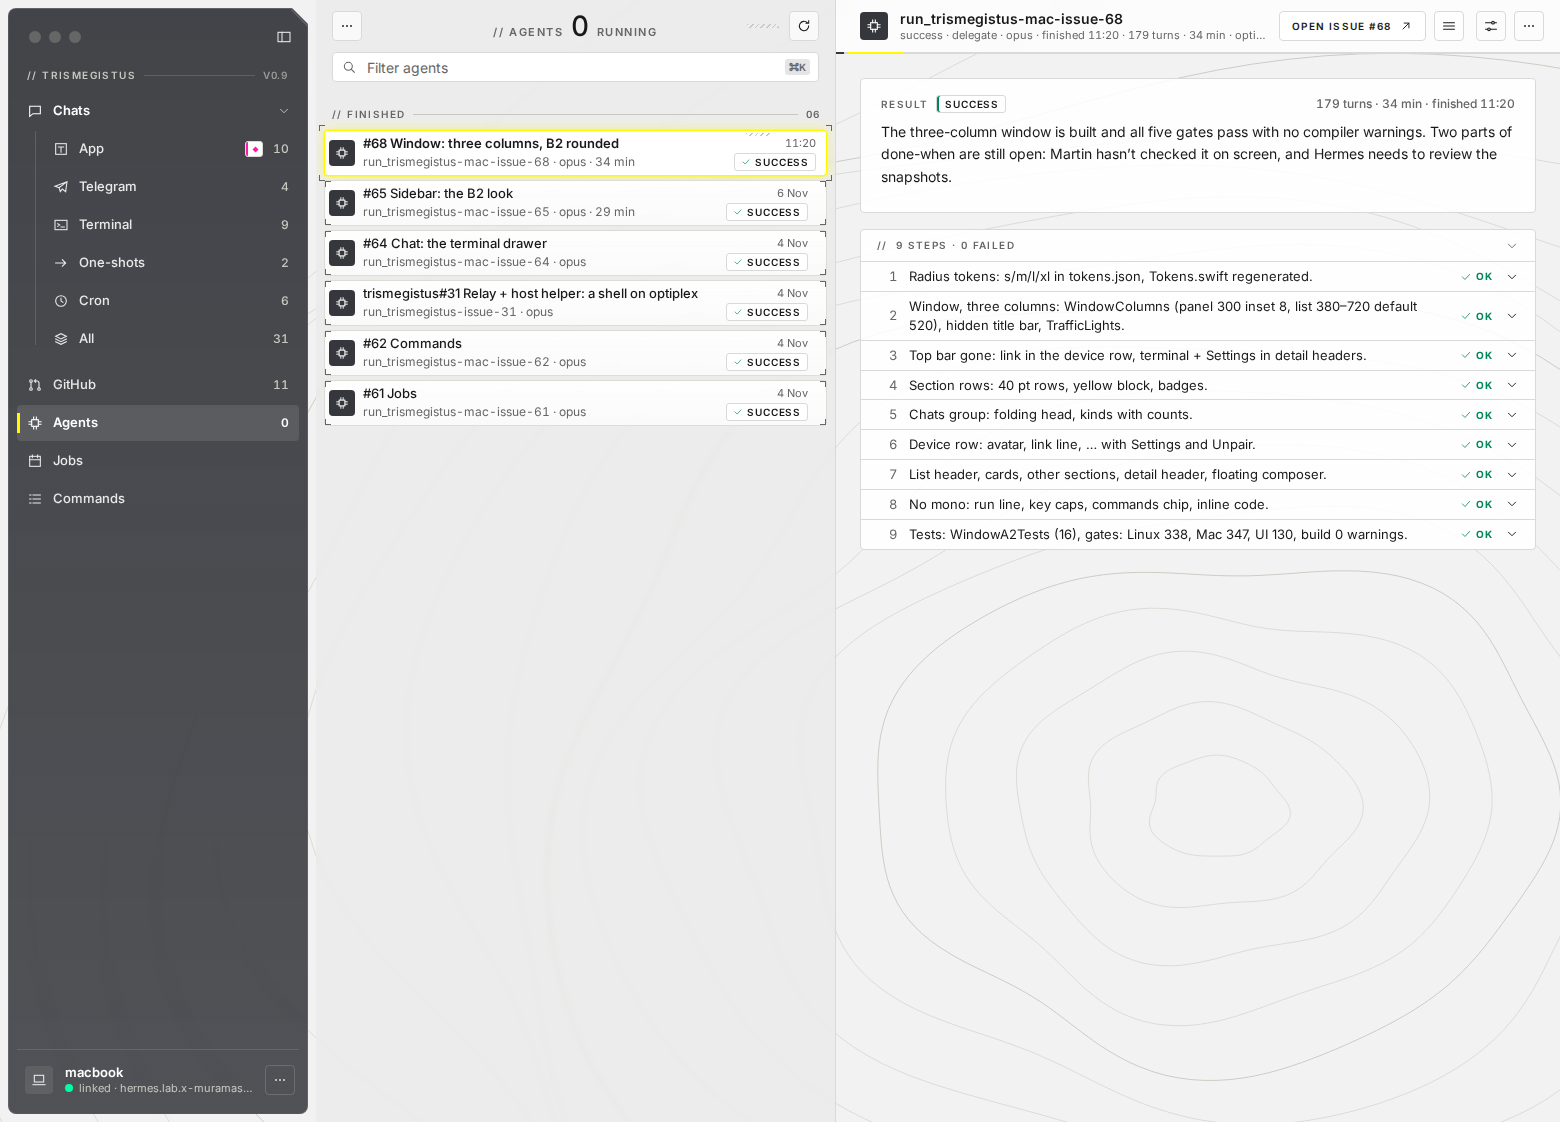 // TRISMEGISTUS V0.9
Chats
App 10
Telegram 4
Terminal 9
One-shots 2
Cron 6
All 31
GitHub 11
Agents 0
Jobs
Commands
macbook
linked · hermes.lab.x-muramas…
// AGENTS 0 RUNNING
Filter agents ⌘K
// FINISHED 06
#68 Window: three columns, B2 rounded 11:20
run_trismegistus-mac-issue-68 · opus · 34 min SUCCESS
#65 Sidebar: the B2 look 6 Nov
run_trismegistus-mac-issue-65 · opus · 29 min SUCCESS
#64 Chat: the terminal drawer 4 Nov
run_trismegistus-mac-issue-64 · opus SUCCESS
trismegistus#31 Relay + host helper: a shell on optiplex 4 Nov
run_trismegistus-issue-31 · opus SUCCESS
#62 Commands 4 Nov
run_trismegistus-mac-issue-62 · opus SUCCESS
#61 Jobs 4 Nov
run_trismegistus-mac-issue-61 · opus SUCCESS
run_trismegistus-mac-issue-68
success · delegate · opus · finished 11:20 · 179 turns · 34 min · opti…
OPEN ISSUE #68
RESULT SUCCESS 179 turns · 34 min · finished 11:20
The three-column window is built and all five gates pass with no compiler warnings. Two parts of
done-when are still open: Martin hasn’t checked it on screen, and Hermes needs to review the
snapshots.
// 9 STEPS · 0 FAILED
1 Radius tokens: s/m/l/xl in tokens.json, Tokens.swift regenerated. OK
2 Window, three columns: WindowColumns (panel 300 inset 8, list 380–720 default
520), hidden title bar, TrafficLights. OK
3 Top bar gone: link in the device row, terminal + Settings in detail headers. OK
4 Section rows: 40 pt rows, yellow block, badges. OK
5 Chats group: folding head, kinds with counts. OK
6 Device row: avatar, link line, … with Settings and Unpair. OK
7 List header, cards, other sections, detail header, floating composer. OK
8 No mono: run line, key caps, commands chip, inline code. OK
9 Tests: WindowA2Tests (16), gates: Linux 338, Mac 347, UI 130, build 0 warnings. OK